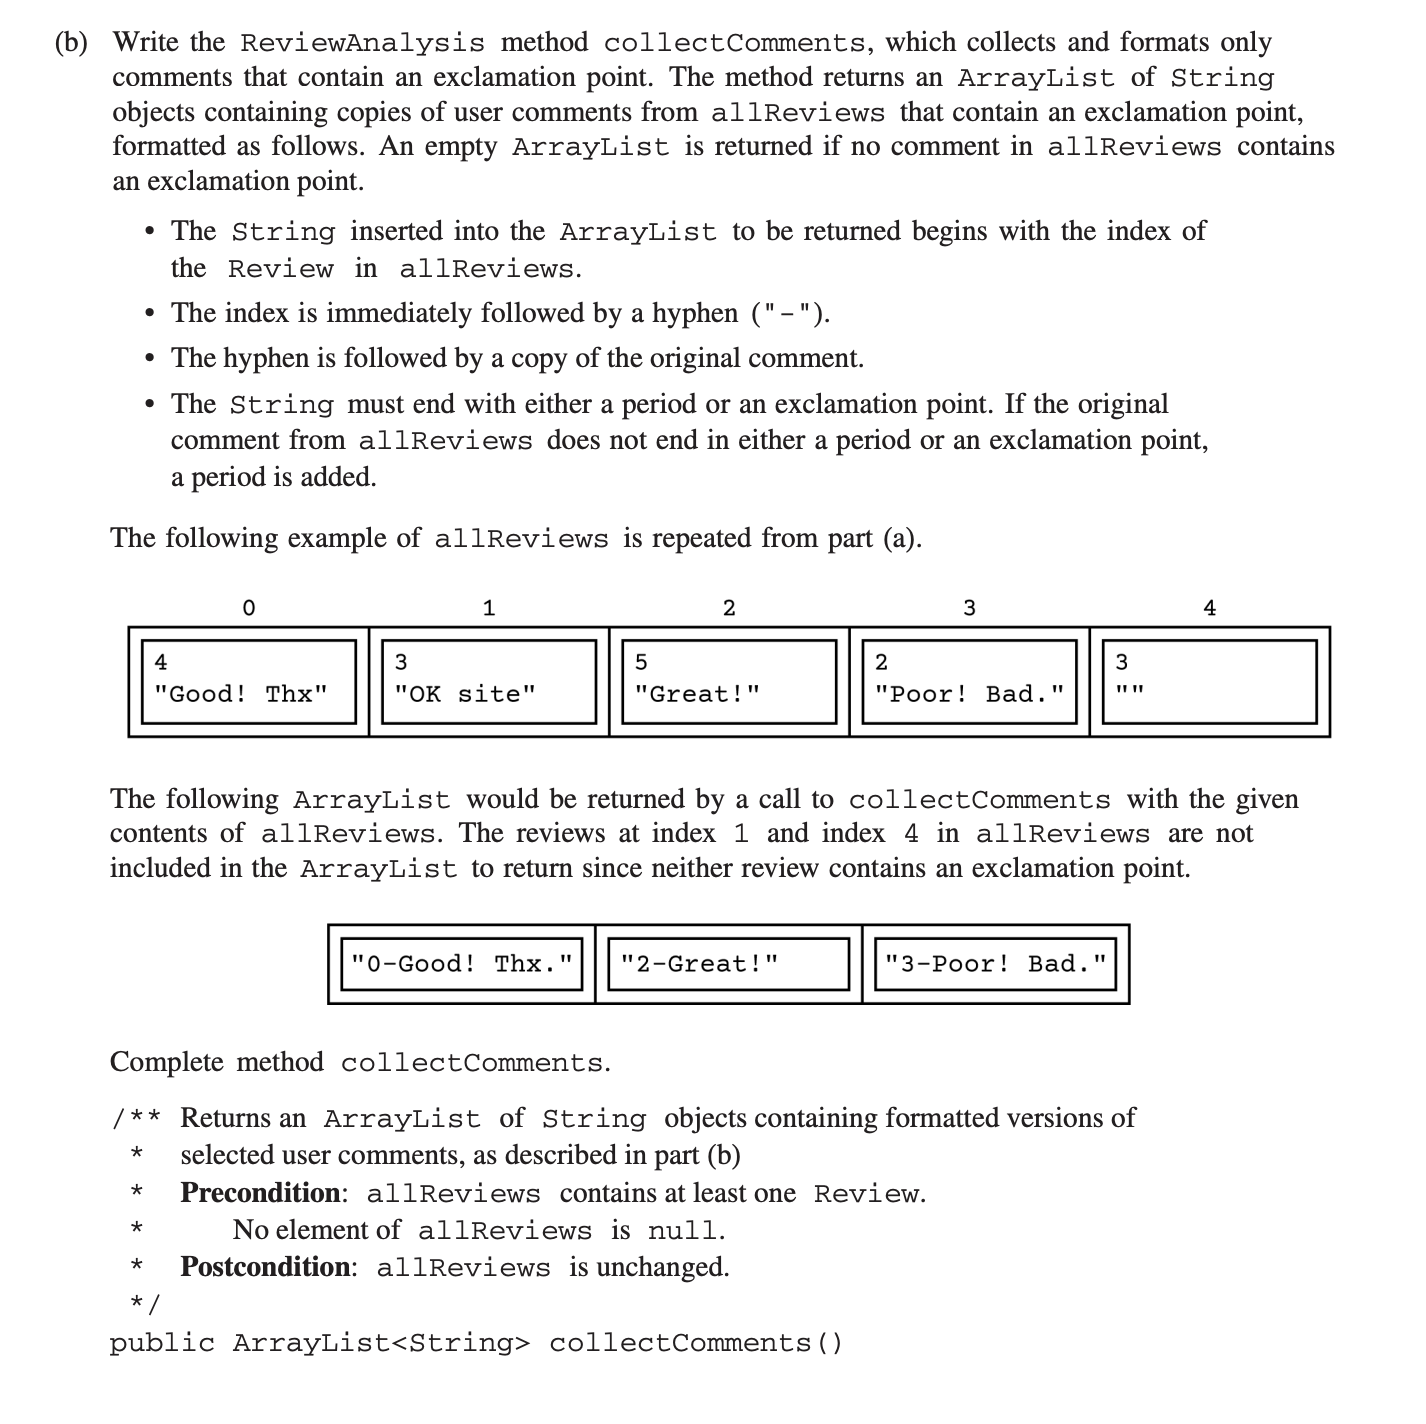 (b) Write the ReviewAnalysis method collectComments, which collects and formats only
comments that contain an exclamation point. The method returns an ArrayList of String
objects containing copies of user comments from allReviews that contain an exclamation point,
formatted as follows. An empty ArrayList is returned if no comment in allReviews contains
an exclamation point.
• The String inserted into the ArrayList to be returned begins with the index of
the Review in allReviews.
• The index is immediately followed by a hyphen ("-").
• The hyphen is followed by a copy of the original comment.
• The String must end with either a period or an exclamation point. If the original
comment from allReviews does not end in either a period or an exclamation point,
a period is added.
The following example of allReviews is repeated from part (a).
0 1 2 3 4
4 3 5 2 3
"Good! Thx" "OK site" "Great!" "Poor! Bad." ""
The following ArrayList would be returned by a call to collectComments with the given
contents of allReviews. The reviews at index 1 and index 4 in allReviews are not
included in the ArrayList to return since neither review contains an exclamation point.
"0-Good! Thx." "2-Great!" "3-Poor! Bad."
Complete method collectComments.
/** Returns an ArrayList of String objects containing formatted versions of
* selected user comments, as described in part (b)
* Precondition: allReviews contains at least one Review.
* No element of allReviews is null.
* Postcondition: allReviews is unchanged.
*/
public ArrayList<String> collectComments()